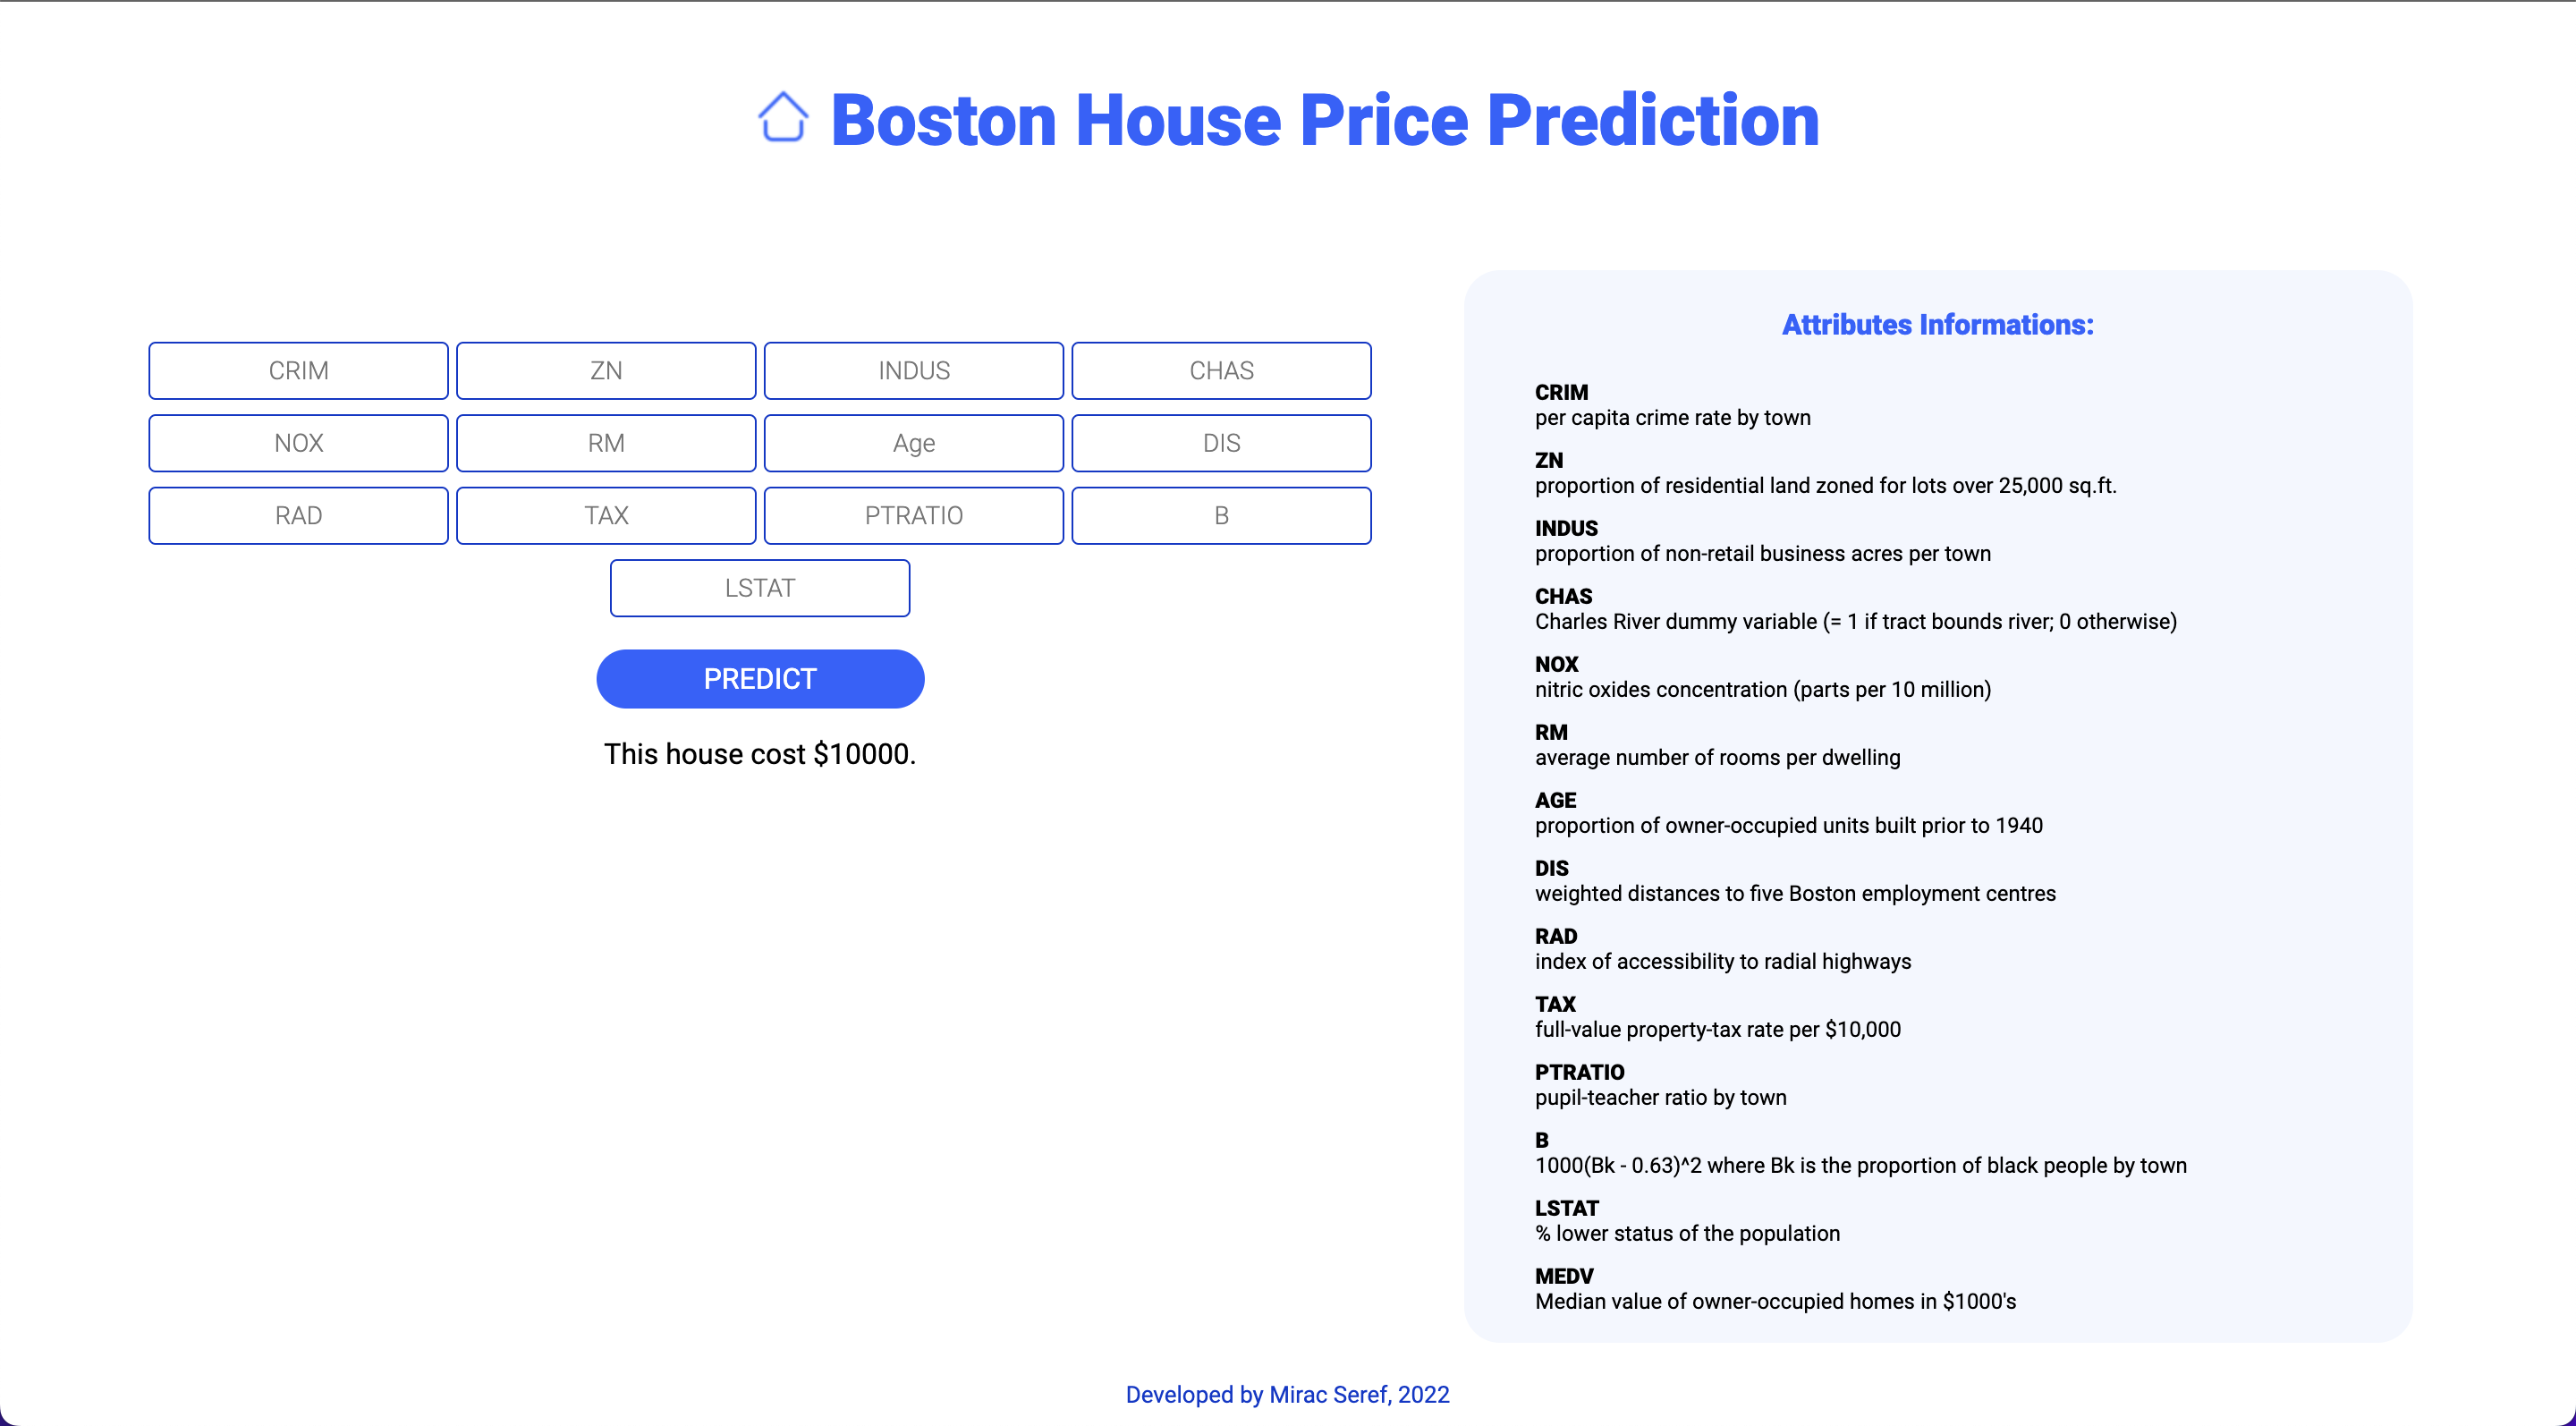 Boston House Price Prediction
CRIM ZN INDUS CHAS
NOX RM Age DIS
RAD TAX PTRATIO B
LSTAT
PREDICT
This house cost $10000.
Attributes Informations:
CRIM
per capita crime rate by town
ZN
proportion of residential land zoned for lots over 25,000 sq.ft.
INDUS
proportion of non-retail business acres per town
CHAS
Charles River dummy variable (= 1 if tract bounds river; 0 otherwise)
NOX
nitric oxides concentration (parts per 10 million)
RM
average number of rooms per dwelling
AGE
proportion of owner-occupied units built prior to 1940
DIS
weighted distances to five Boston employment centres
RAD
index of accessibility to radial highways
TAX
full-value property-tax rate per $10,000
PTRATIO
pupil-teacher ratio by town
B
1000(Bk - 0.63)^2 where Bk is the proportion of black people by town
LSTAT
% lower status of the population
MEDV
Median value of owner-occupied homes in $1000's
Developed by Mirac Seref, 2022